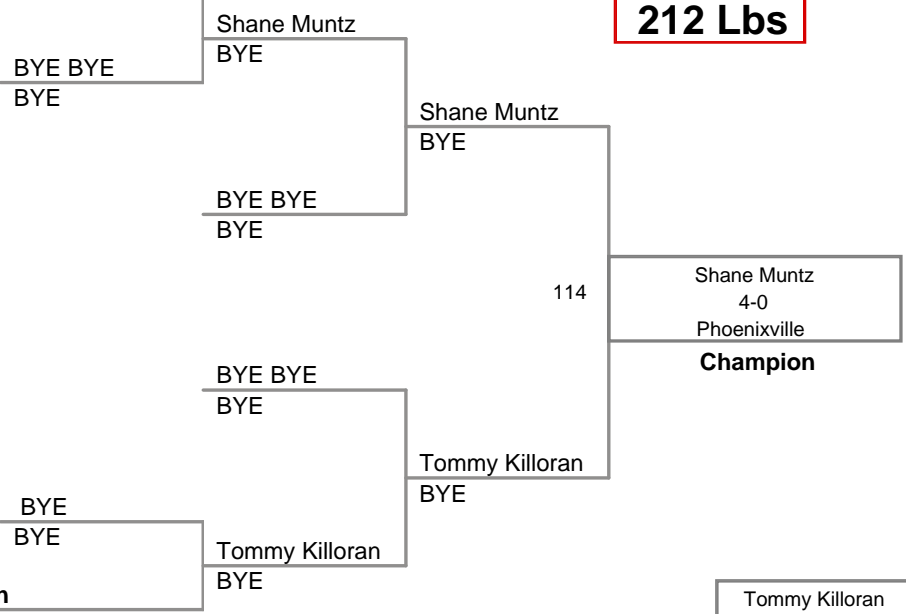 212 Lbs
Shane Muntz
BYE
BYE BYE
BYE
Shane Muntz
BYE
BYE BYE
BYE
114
Shane Muntz
4-0
Phoenixville
Champion
BYE BYE
BYE
Tommy Killoran
BYE
BYE
BYE
Tommy Killoran
BYE
Tommy Killoran